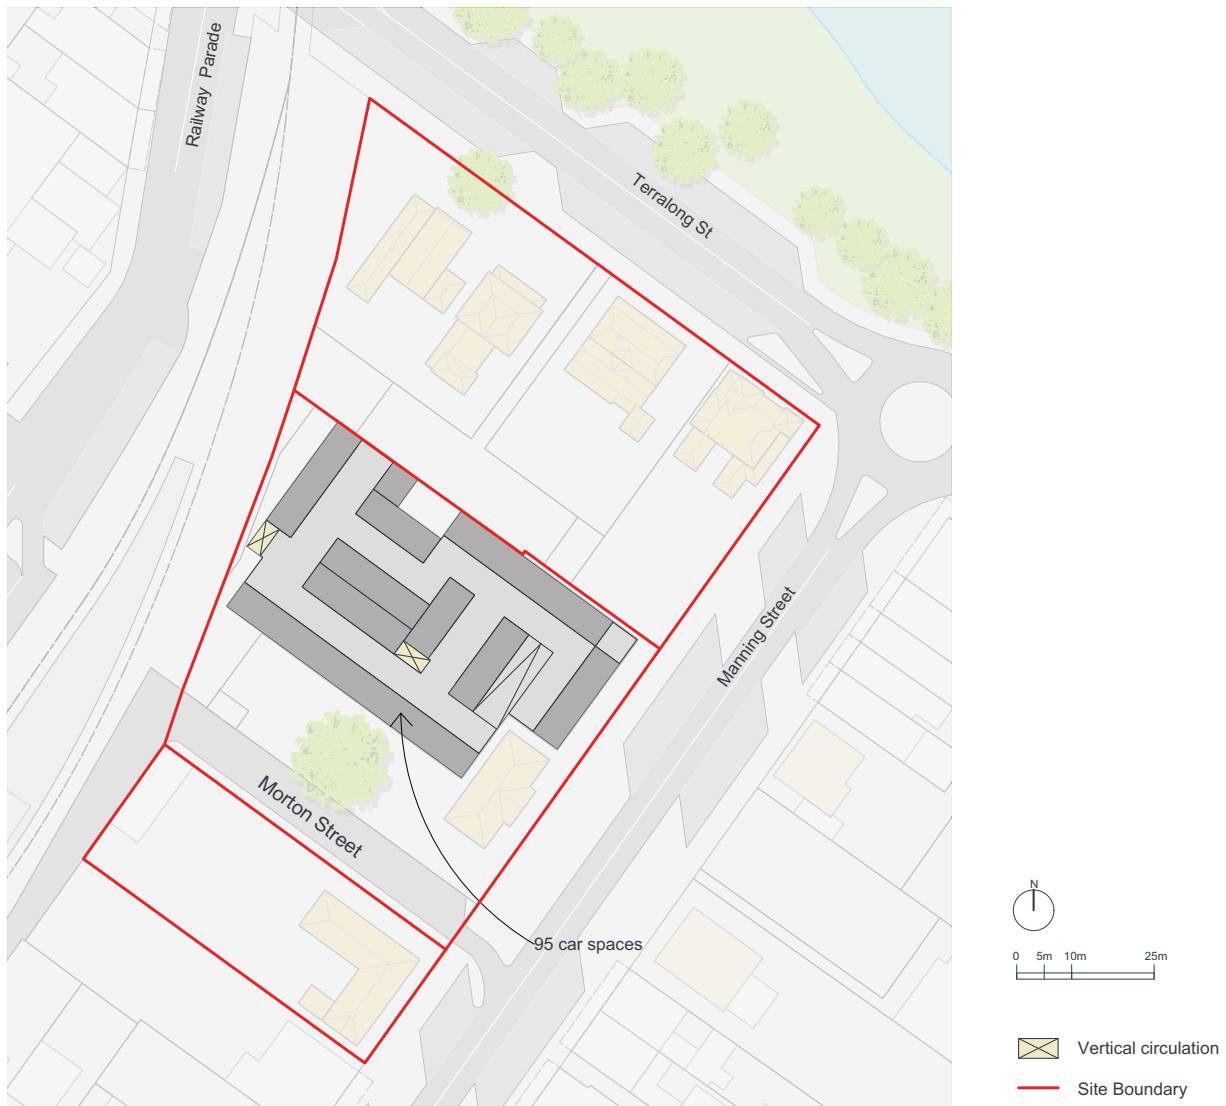 Railway Parade
Terralong St
Manning Street
Morton Street
95 car spaces
N
0 5m 10m 25m
Vertical circulation
Site Boundary